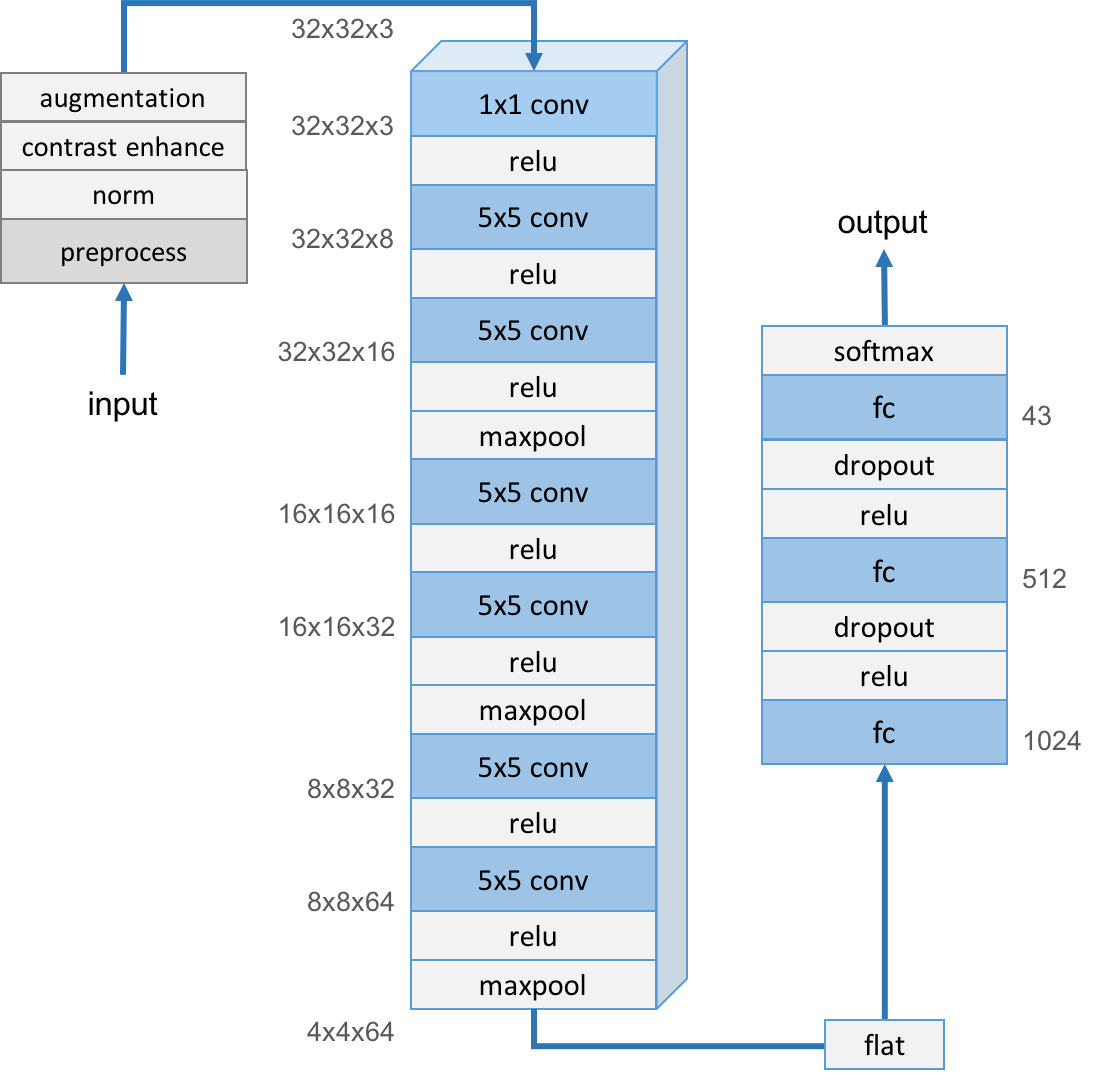 augmentation
contrast enhance
norm
preprocess
input
32x32x3
1x1 conv
32x32x3
relu
5x5 conv
32x32x8
relu
5x5 conv
32x32x16
relu
maxpool
5x5 conv
16x16x16
relu
5x5 conv
16x16x32
relu
maxpool
5x5 conv
8x8x32
relu
5x5 conv
8x8x64
relu
maxpool
4x4x64
output
softmax
fc
43
dropout
relu
fc
512
dropout
relu
fc
1024
flat